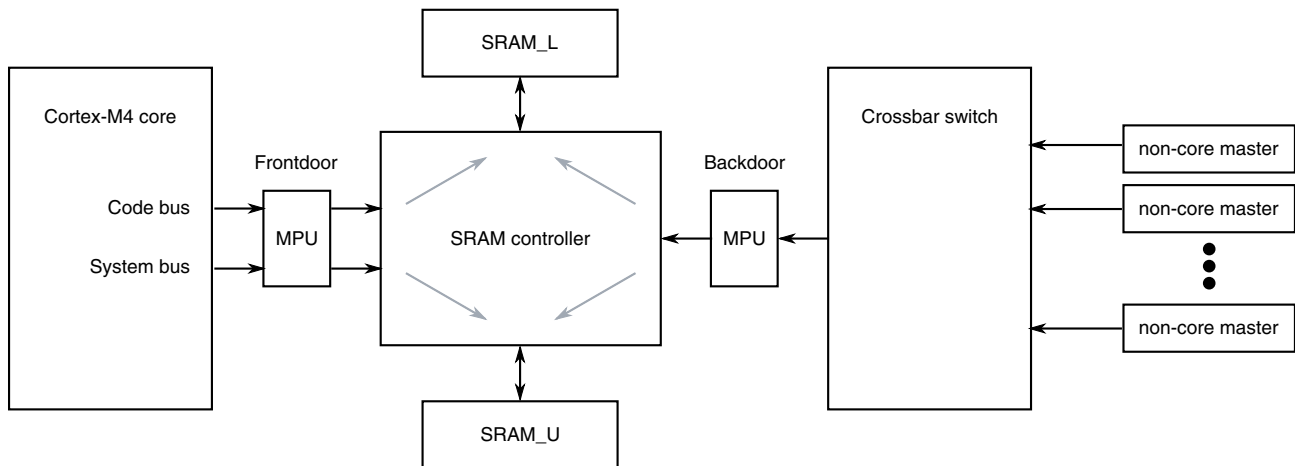 SRAM_L
Cortex-M4 core
Crossbar switch
non-core master
Frontdoor
Backdoor
Code bus
MPU
SRAM controller
MPU
non-core master
System bus
non-core master
SRAM_U